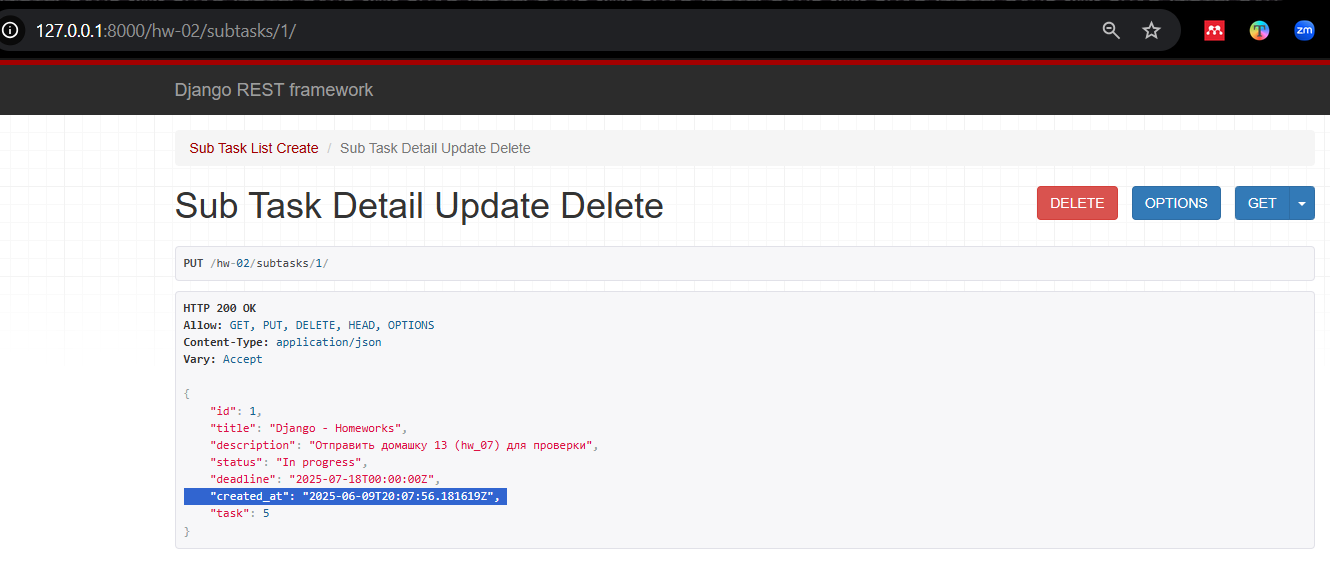 127.0.0.1:8000/hw-02/subtasks/1/
zm
Django REST framework
Sub Task List Create / Sub Task Detail Update Delete
Sub Task Detail Update Delete
DELETE OPTIONS GET
PUT /hw-02/subtasks/1/
HTTP 200 OK
Allow: GET, PUT, DELETE, HEAD, OPTIONS
Content-Type: application/json
Vary: Accept
{
"id": 1,
"title": "Django - Homeworks",
"description": "Отправить домашку 13 (hw_07) для проверки",
"status": "In progress",
"deadline": "2025-07-18T00:00:00Z",
"created_at": "2025-06-09T20:07:56.181619Z",
"task": 5
}